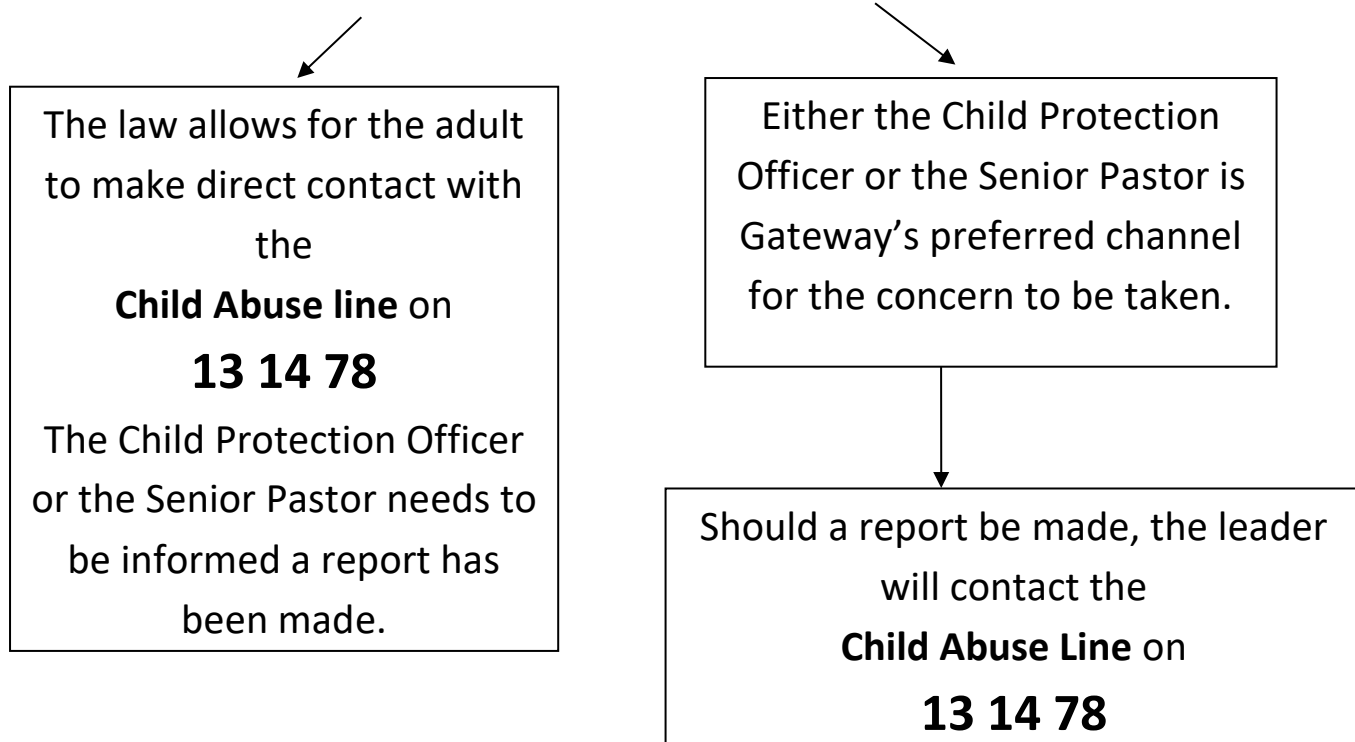 The law allows for the adult
to make direct contact with
the
Child Abuse line on
13 14 78
The Child Protection Officer
or the Senior Pastor needs to
be informed a report has
been made.
Either the Child Protection
Officer or the Senior Pastor is
Gateway’s preferred channel
for the concern to be taken.
Should a report be made, the leader
will contact the
Child Abuse Line on
13 14 78